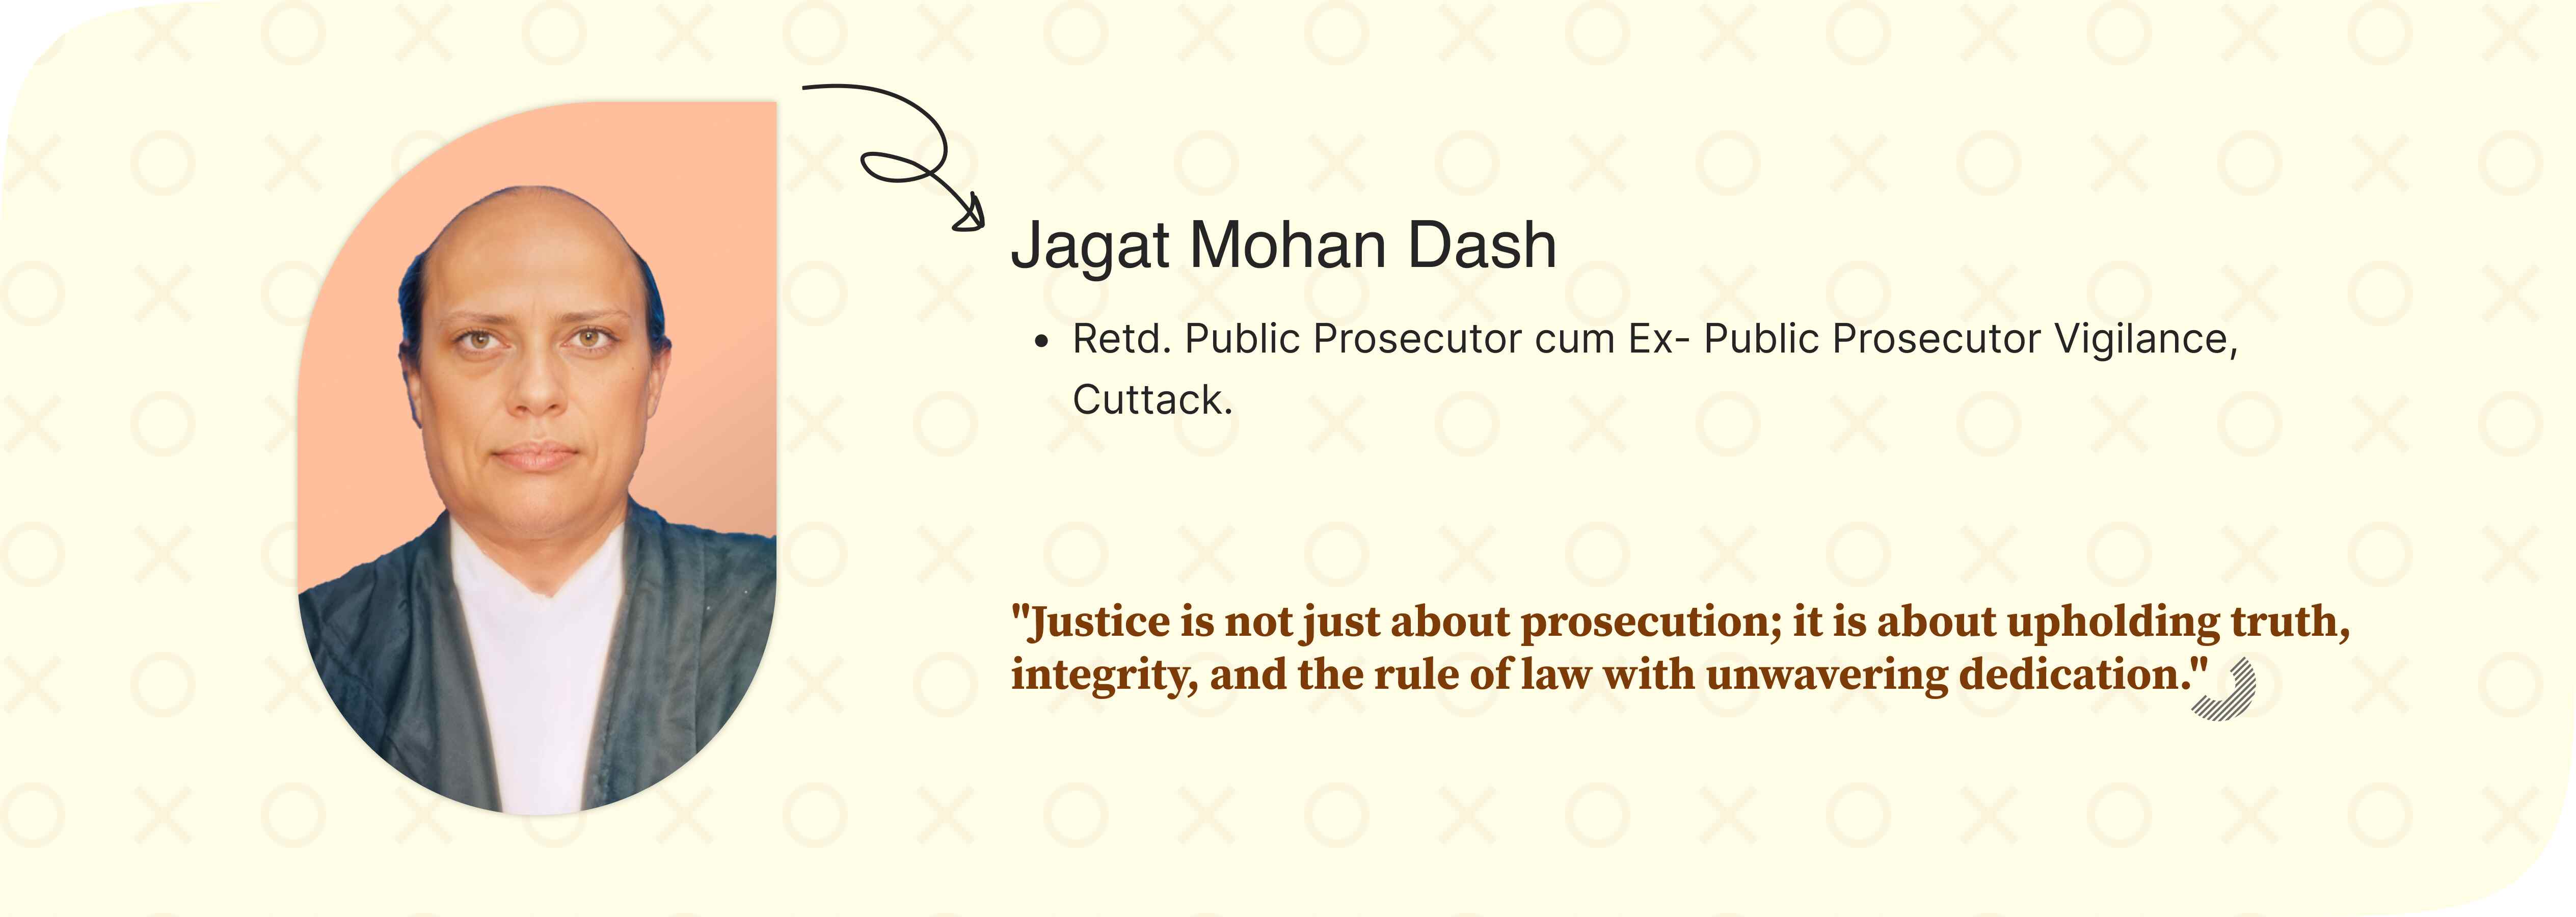 Jagat Mohan Dash
• Retd. Public Prosecutor cum Ex- Public Prosecutor Vigilance,
Cuttack.
"Justice is not just about prosecution; it is about upholding truth,
integrity, and the rule of law with unwavering dedication."